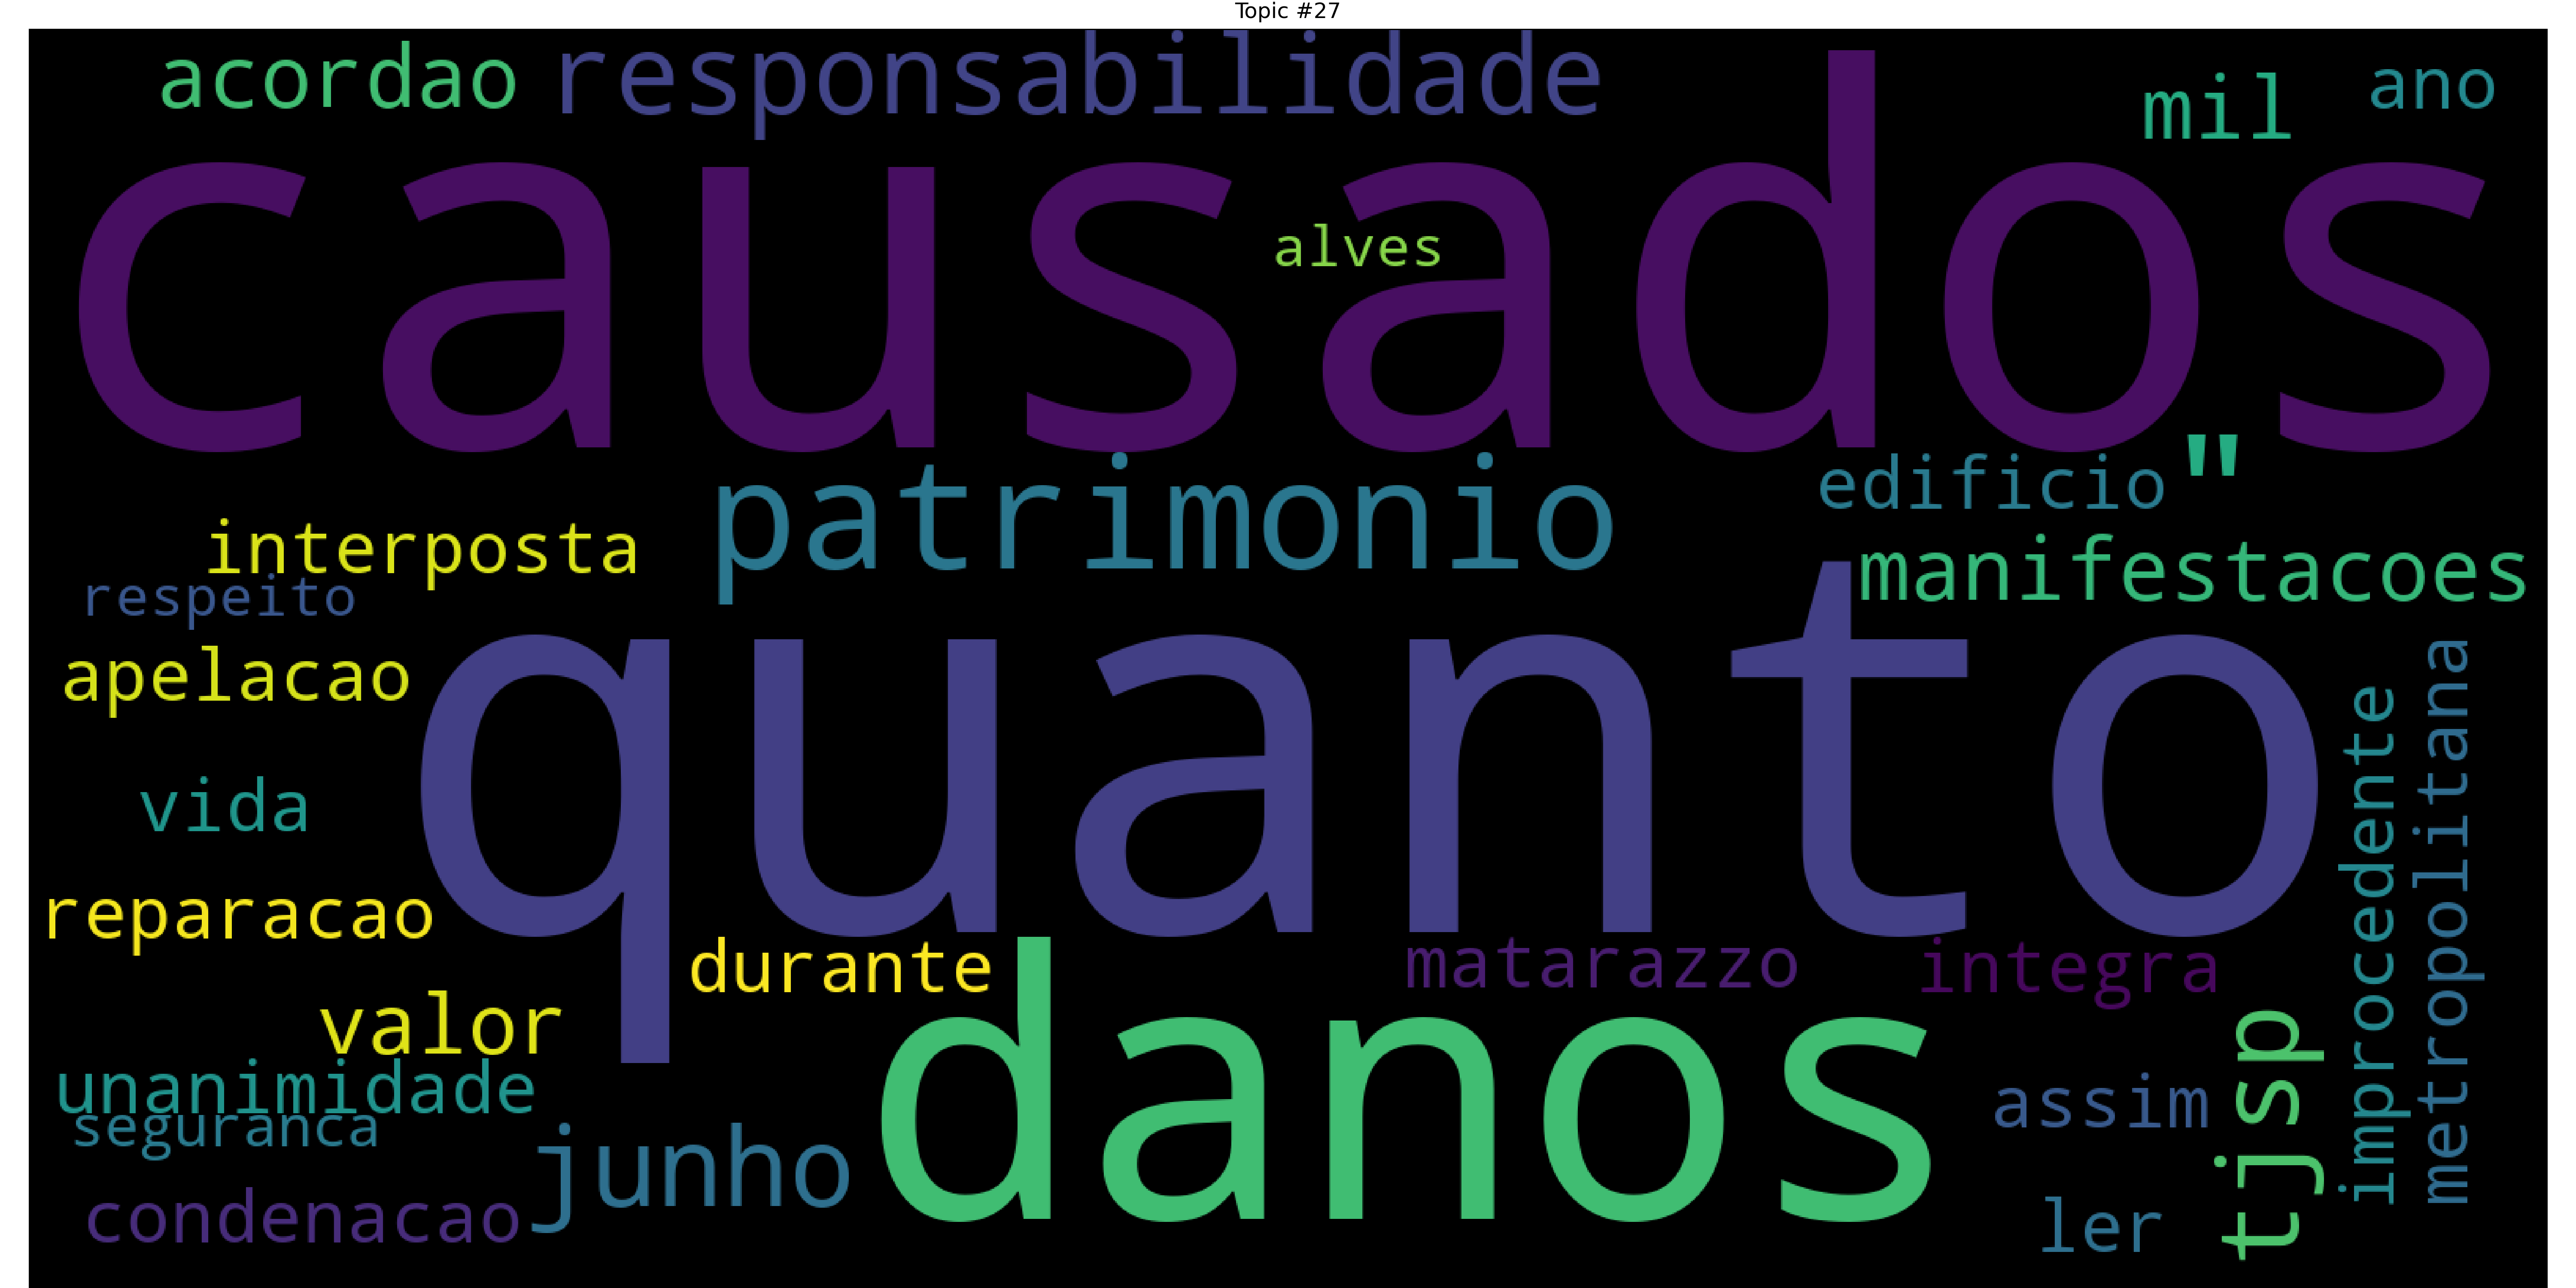 Topic #27
acordao
responsabilidade
mil
ano
causados
alves
patrimonio
edificio
"
interposta
manifestacoes
respeito
apelacao
quanto
vida
reparacao
durante
matarazzo
integra
improcedente
metropolitana
valor
danos
unanimidade
seguranca
junho
assim
tjsp
condenacao
ler